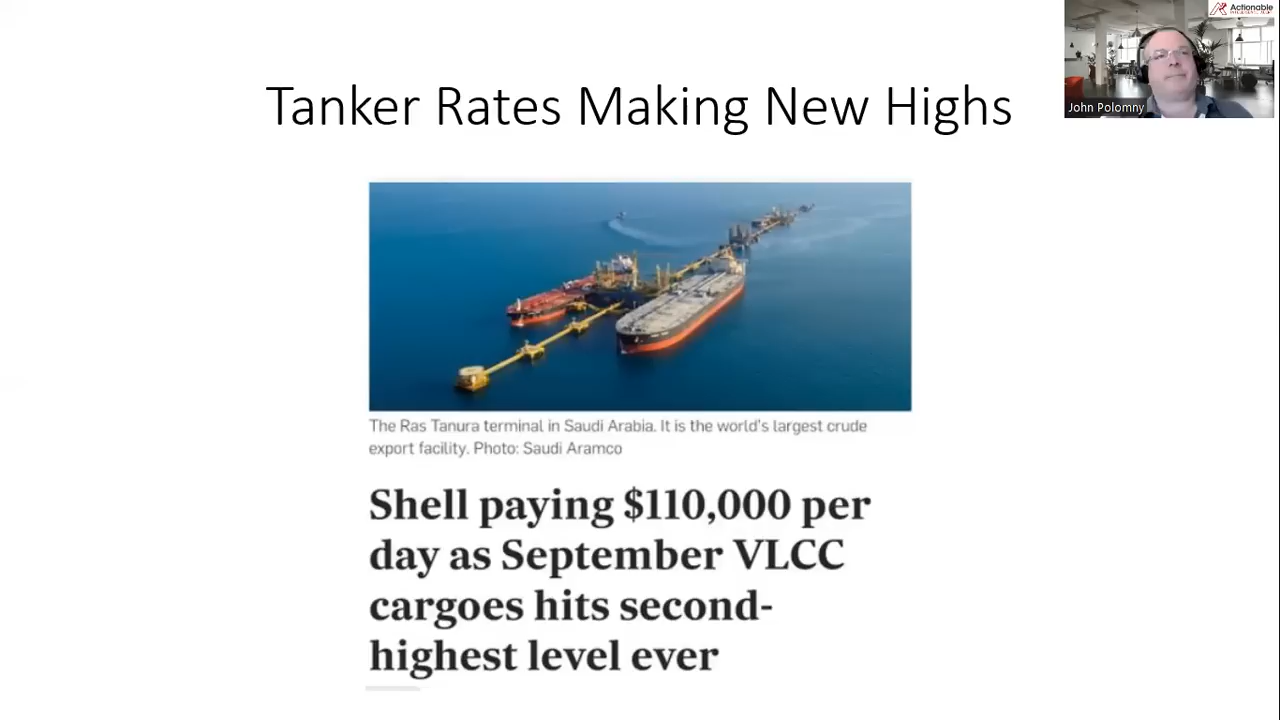 Tanker Rates Making New Highs
Actionable
John Polomny
The Ras Tanura terminal in Saudi Arabia. It is the world's largest crude
export facility. Photo: Saudi Aramco
Shell paying $110,000 per
day as September VLCC
cargoes hits second-
highest level ever